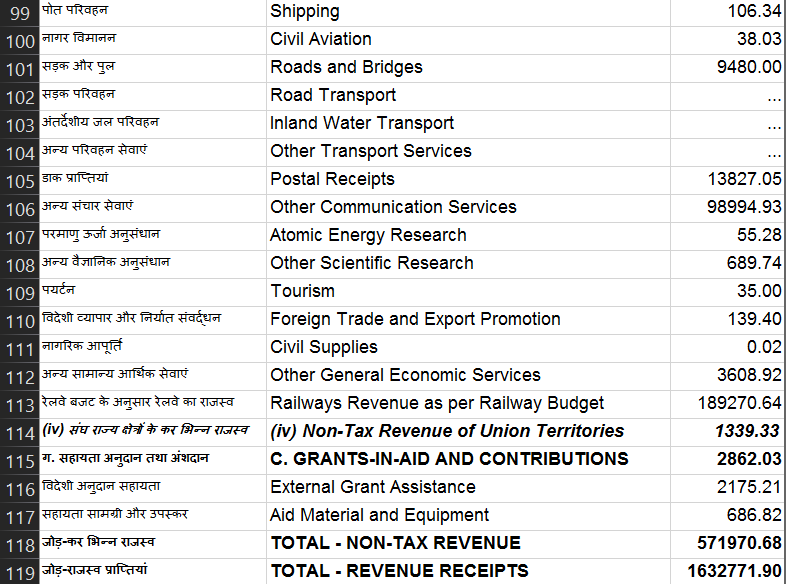 99 पोत परिवहन Shipping 106.34
100 नागर विमानन Civil Aviation 38.03
101 सड़क और पुल Roads and Bridges 9480.00
102 सड़क परिवहन Road Transport ...
103 अंतर्देशीय जल परिवहन Inland Water Transport ...
104 अन्य परिवहन सेवाएं Other Transport Services ...
105 डाक प्राप्तियां Postal Receipts 13827.05
106 अन्य संचार सेवाएं Other Communication Services 98994.93
107 परमाणु ऊर्जा अनुसंधान Atomic Energy Research 55.28
108 अन्य वैज्ञानिक अनुसंधान Other Scientific Research 689.74
109 पयर्टन Tourism 35.00
110 विदेशी व्यापार और निर्यात संवर्द्धन Foreign Trade and Export Promotion 139.40
111 नागरिक आपूर्ति Civil Supplies 0.02
112 अन्य सामान्य आर्थिक सेवाएं Other General Economic Services 3608.92
113 रेलवे बजट के अनुसार रेलवे का राजस्व Railways Revenue as per Railway Budget 189270.64
114 (iv) संघ राज्य क्षेत्रों के कर भिन्न राजस्व (iv) Non-Tax Revenue of Union Territories 1339.33
115 ग. सहायता अनुदान तथा अंशदान C. GRANTS-IN-AID AND CONTRIBUTIONS 2862.03
116 विदेशी अनुदान सहायता External Grant Assistance 2175.21
117 सहायता सामग्री और उपस्कर Aid Material and Equipment 686.82
118 जोड़-कर भिन्न राजस्व TOTAL - NON-TAX REVENUE 571970.68
119 जोड़-राजस्व प्राप्तियां TOTAL - REVENUE RECEIPTS 1632771.90